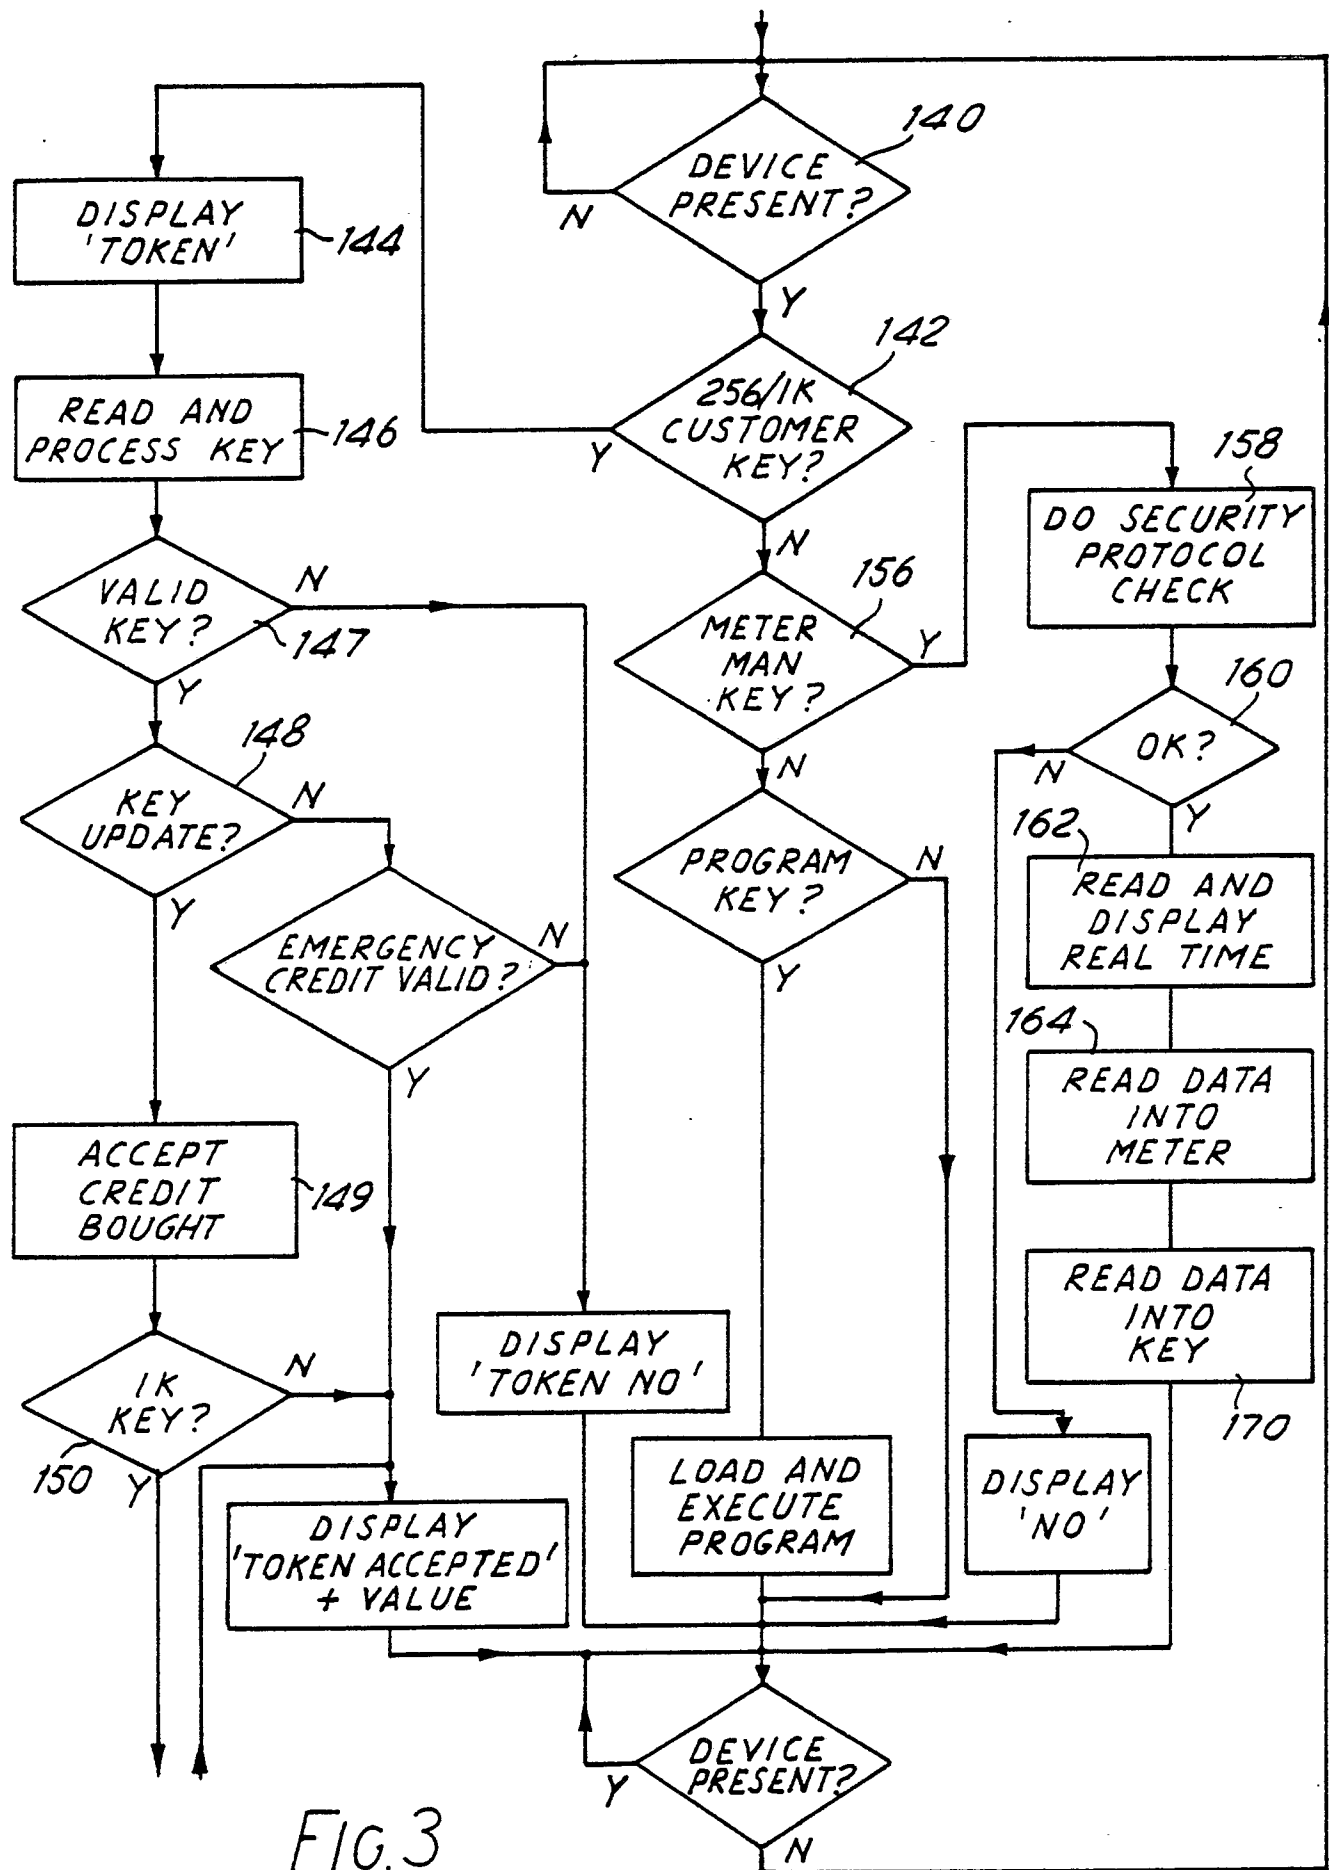 DEVICE
PRESENT?
140
N
Y
DISPLAY
'TOKEN'
144
256/1K
CUSTOMER
KEY?
142
Y
N
READ AND
PROCESS KEY
146
VALID
KEY?
147
N
Y
METER
MAN
KEY?
156
Y
N
158
DO SECURITY
PROTOCOL
CHECK
160
OK?
N
Y
148
KEY
UPDATE?
N
Y
EMERGENCY
CREDIT VALID?
N
Y
PROGRAM
KEY?
N
Y
162
READ AND
DISPLAY
REAL TIME
164
READ DATA
INTO
METER
ACCEPT
CREDIT
BOUGHT
149
READ DATA
INTO
KEY
170
1K
KEY?
150
N
Y
DISPLAY
'TOKEN NO'
DISPLAY
'TOKEN ACCEPTED'
+ VALUE
LOAD AND
EXECUTE
PROGRAM
DISPLAY
'NO'
DEVICE
PRESENT?
Y
N
FIG.3